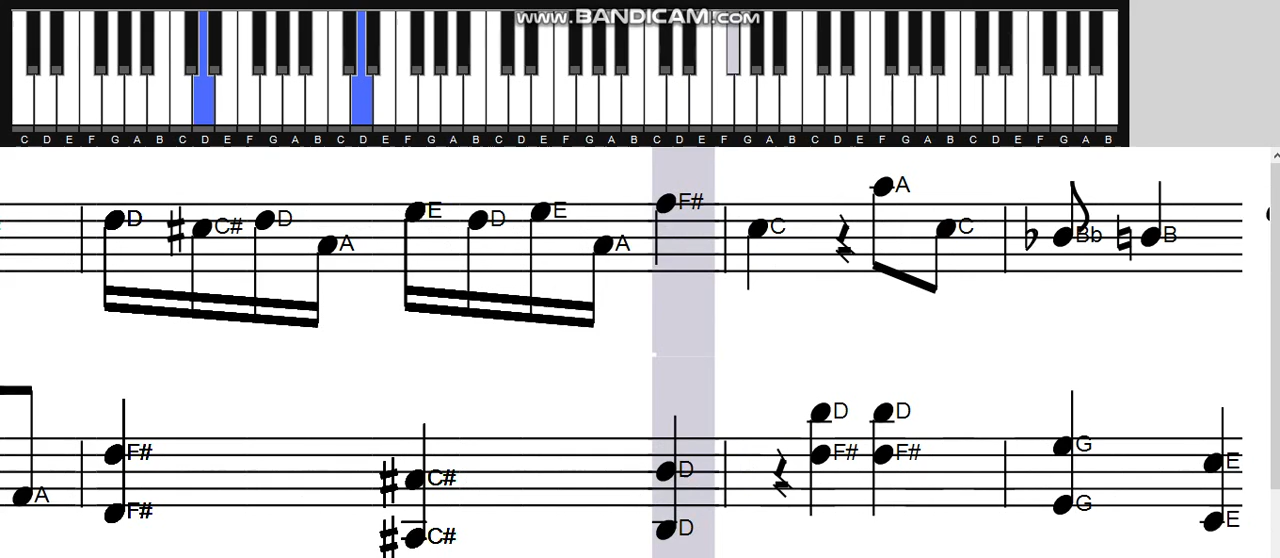 www.BANDICAM.com
C D E F G A B C D E F G A B C D E F G A B C D E F G A B C D E F G A B C D E F G A B C D E F G A B
A
D C# D A E D E A F# C A C Bb B
D D
F# C# D F# F# G E
A
F# C# D G E